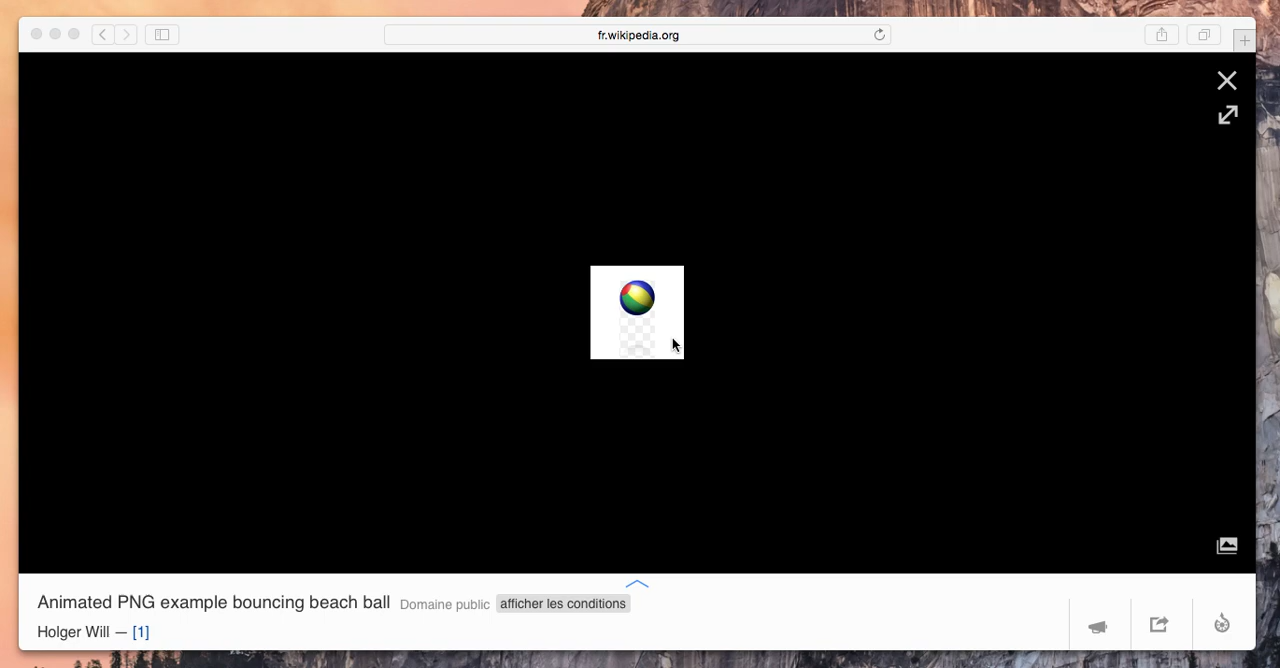 fr.wikipedia.org
Animated PNG example bouncing beach ball Domaine public afficher les conditions
Holger Will — [1]